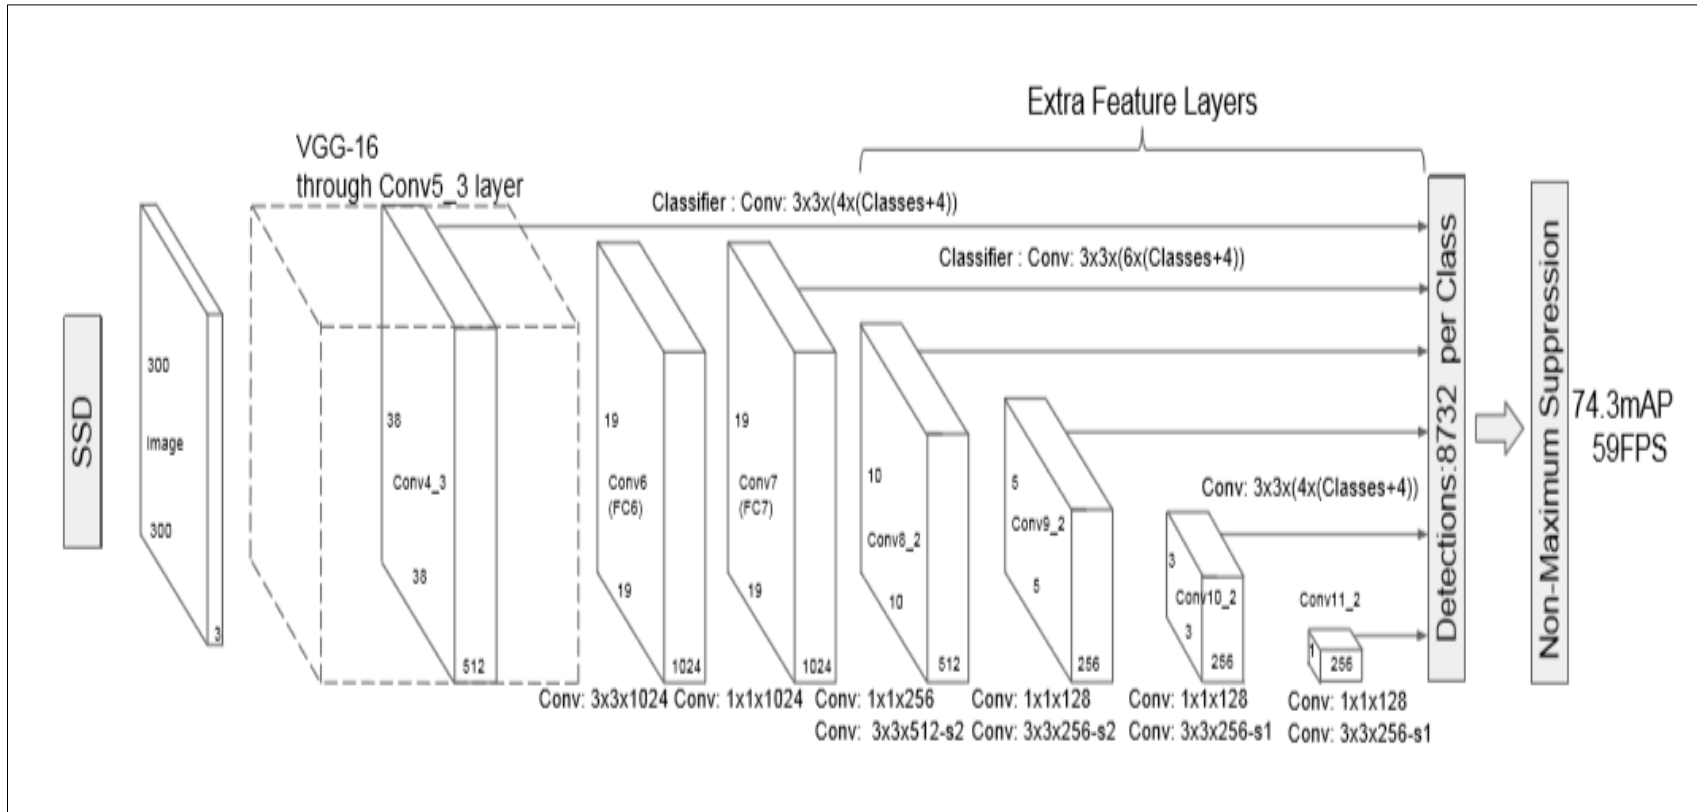 Extra Feature Layers
VGG-16
through Conv5_3 layer
Classifier : Conv: 3x3x(4x(Classes+4))
Classifier : Conv: 3x3x(6x(Classes+4))
SSD
300
Image
300
3
38
Conv4_3
38
512
19
Conv6
(FC6)
19
1024
19
Conv7
(FC7)
19
1024
10
Conv8_2
10
512
5
Conv9_2
5
256
Conv: 3x3x(4x(Classes+4))
3
Conv10_2
3
256
Conv11_2
1
256
Detections:8732 per Class
Non-Maximum Suppression
74.3mAP
59FPS
Conv: 3x3x1024
Conv: 1x1x1024
Conv: 1x1x256
Conv: 3x3x512-s2
Conv: 1x1x128
Conv: 3x3x256-s2
Conv: 1x1x128
Conv: 3x3x256-s1
Conv: 1x1x128
Conv: 3x3x256-s1